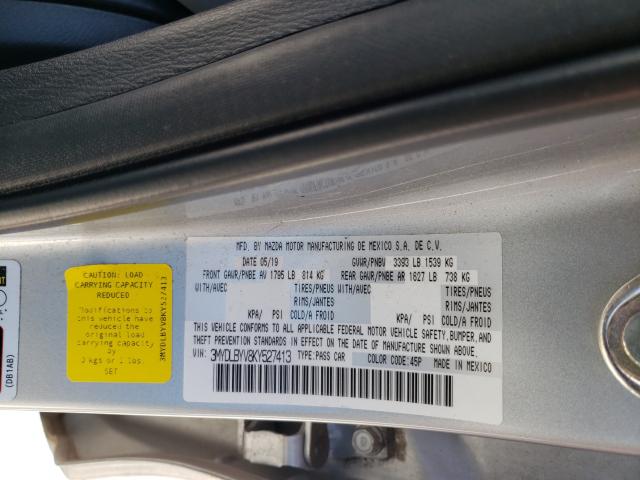 MFD. BY MAZDA MOTOR MANUFACTURING DE MEXICO S.A. DE C.V.
DATE 05/19 GVWR/PNBV 3393 LB 1539 KG
FRONT GAWR/PNBE AV 1795 LB 814 KG REAR GAWR/PNBE AR 1627 LB 738 KG
WITH/AVEC TIRES/PNEUS WITH/AVEC TIRES/PNEUS
RIMS/JANTES RIMS/JANTES
KPA/ PSI COLD/A FROID KPA/ PSI COLD/A FROID
THIS VEHICLE CONFORMS TO ALL APPLICABLE FEDERAL MOTOR VEHICLE SAFETY, BUMPER, AND
THEFT PREVENTION STANDARDS IN EFFECT ON THE DATE OF MANUFACTURE SHOWN ABOVE.
VIN: 3MYDLBYV8KY527413 TYPE: PASS CAR COLOR CODE: 45P MADE IN MEXICO
CAUTION: LOAD
CARRYING CAPACITY
REDUCED
Modifications to
this vehicle have
reduced the
original load
carrying capacity
by
kgs or lbs.
SET
3MYDLBYV8KY527413
(DB1AB)